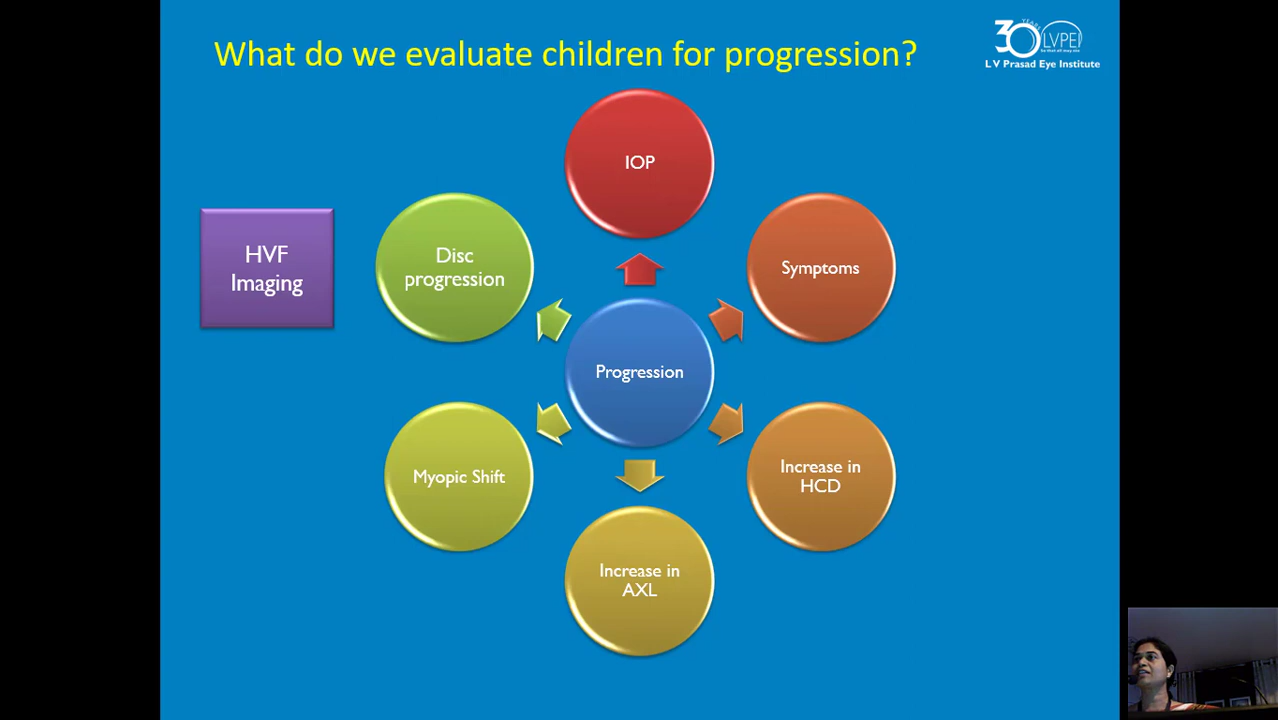 What do we evaluate children for progression?
30 YEARS LVPEI
L V Prasad Eye Institute
IOP
HVF
Imaging
Disc
progression
Symptoms
Progression
Myopic Shift
Increase in
HCD
Increase in
AXL